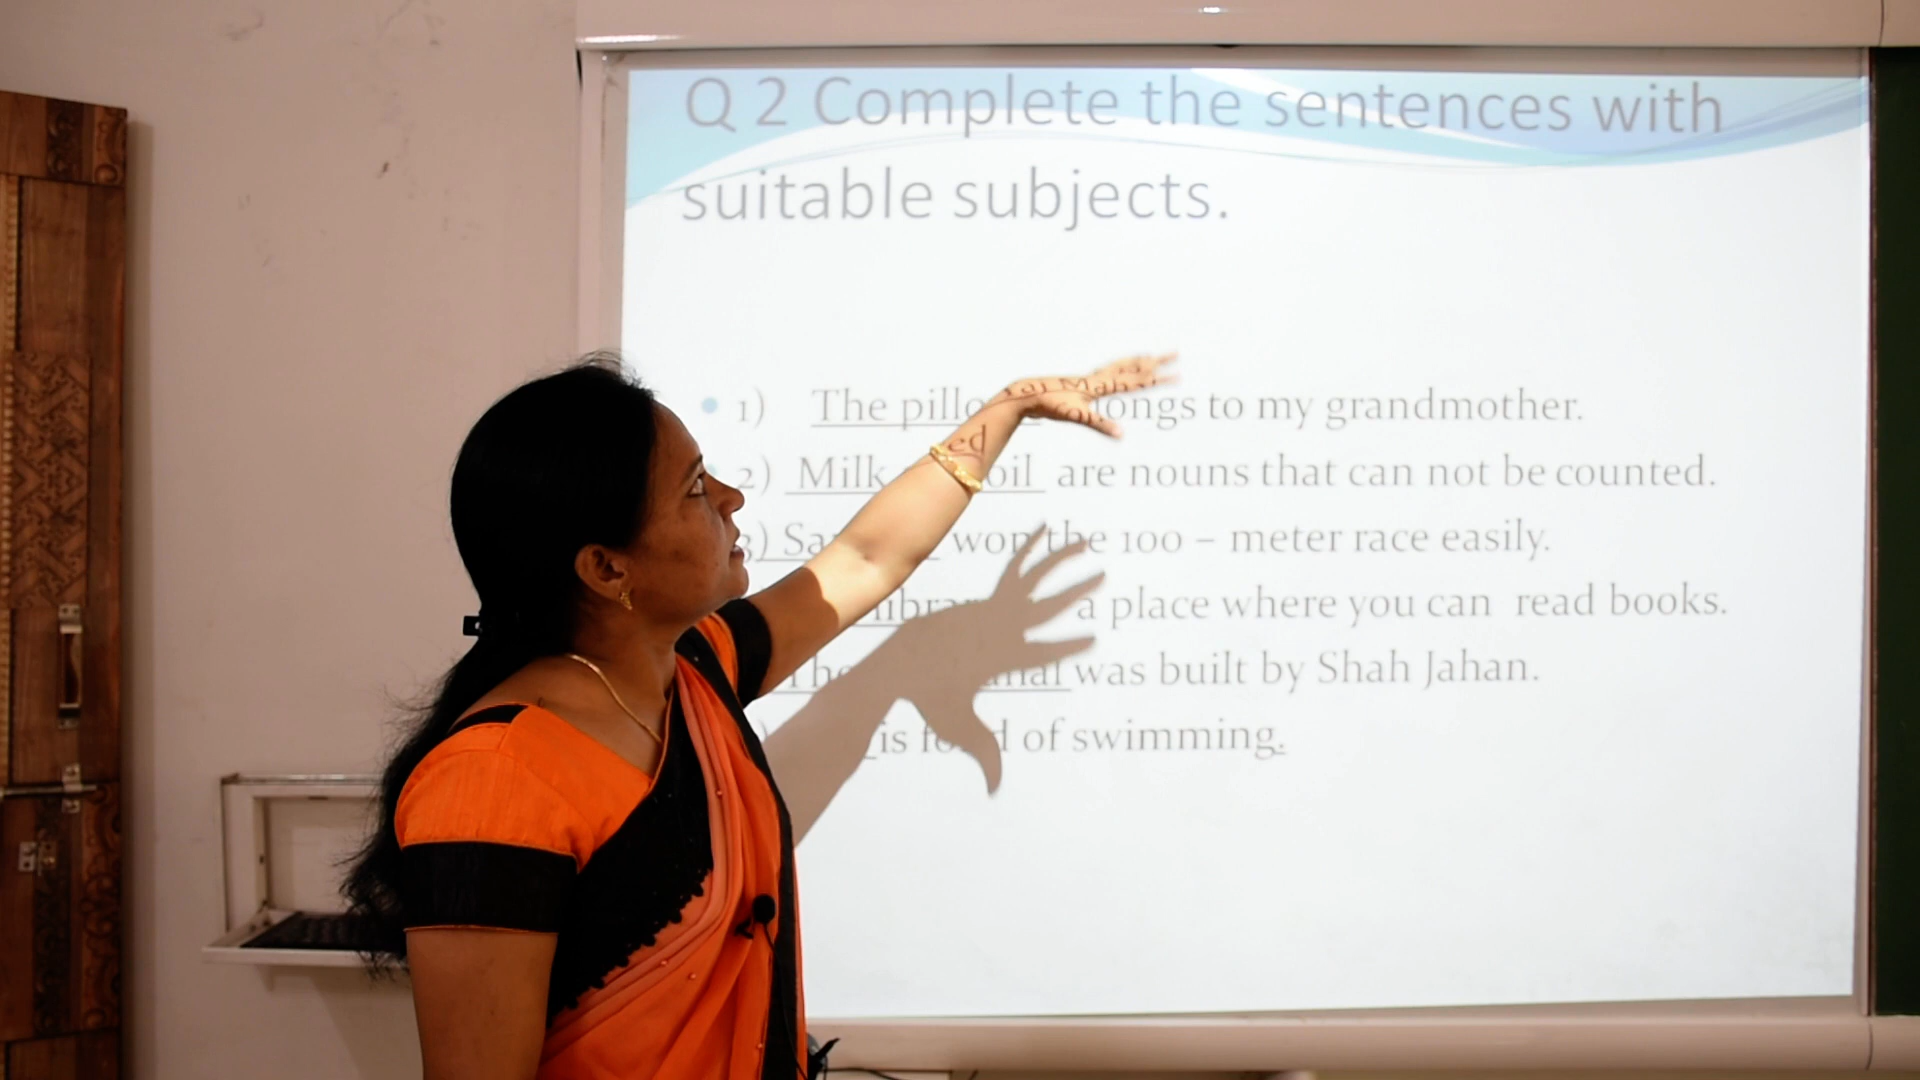 Q 2 Complete the sentences with
suitable subjects.
1) The to my grandmother.
2) Milk oil are nouns that can not be counted.
won the 100 – meter race easily.
a place where you can read books.
was built by Shah Jahan.
is of swimming.